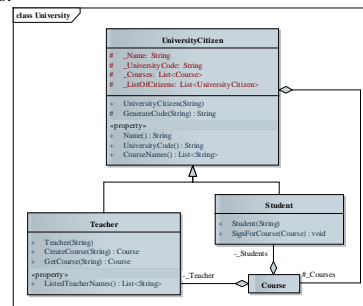 class University
UniversityCitizen
# _Name: String
# _UniversityCode: String
# _Courses: List<Course>
# _ListOfCitizens: List<UniversityCitizen>
+ UniversityCitizen(String)
# GenerateCode(String) : String
«property»
+ Name() : String
+ UniversityCode() : String
+ CourseNames() : List<String>
Teacher
+ Teacher(String)
+ CreateCourse(String) : Course
+ GetCourse(String) : Course
«property»
+ ListedTeacherNames() : List<String>
Student
+ Student(String)
+ SignForCourse(Course) : void
-_Students
-_Teacher
#_Courses
Course